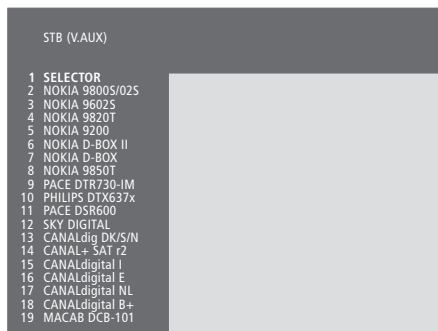 STB (V.AUX)
1 SELECTOR
2 NOKIA 9800S/02S
3 NOKIA 9602S
4 NOKIA 9820T
5 NOKIA 9200
6 NOKIA D-BOX II
7 NOKIA D-BOX
8 NOKIA 9850T
9 PACE DTR730-IM
10 PHILIPS DTX637x
11 PACE DSR600
12 SKY DIGITAL
13 CANALdig DK/S/N
14 CANAL+ SAT r2
15 CANALdigital I
16 CANALdigital E
17 CANALdigital NL
18 CANALdigital B+
19 MACAB DCB-101